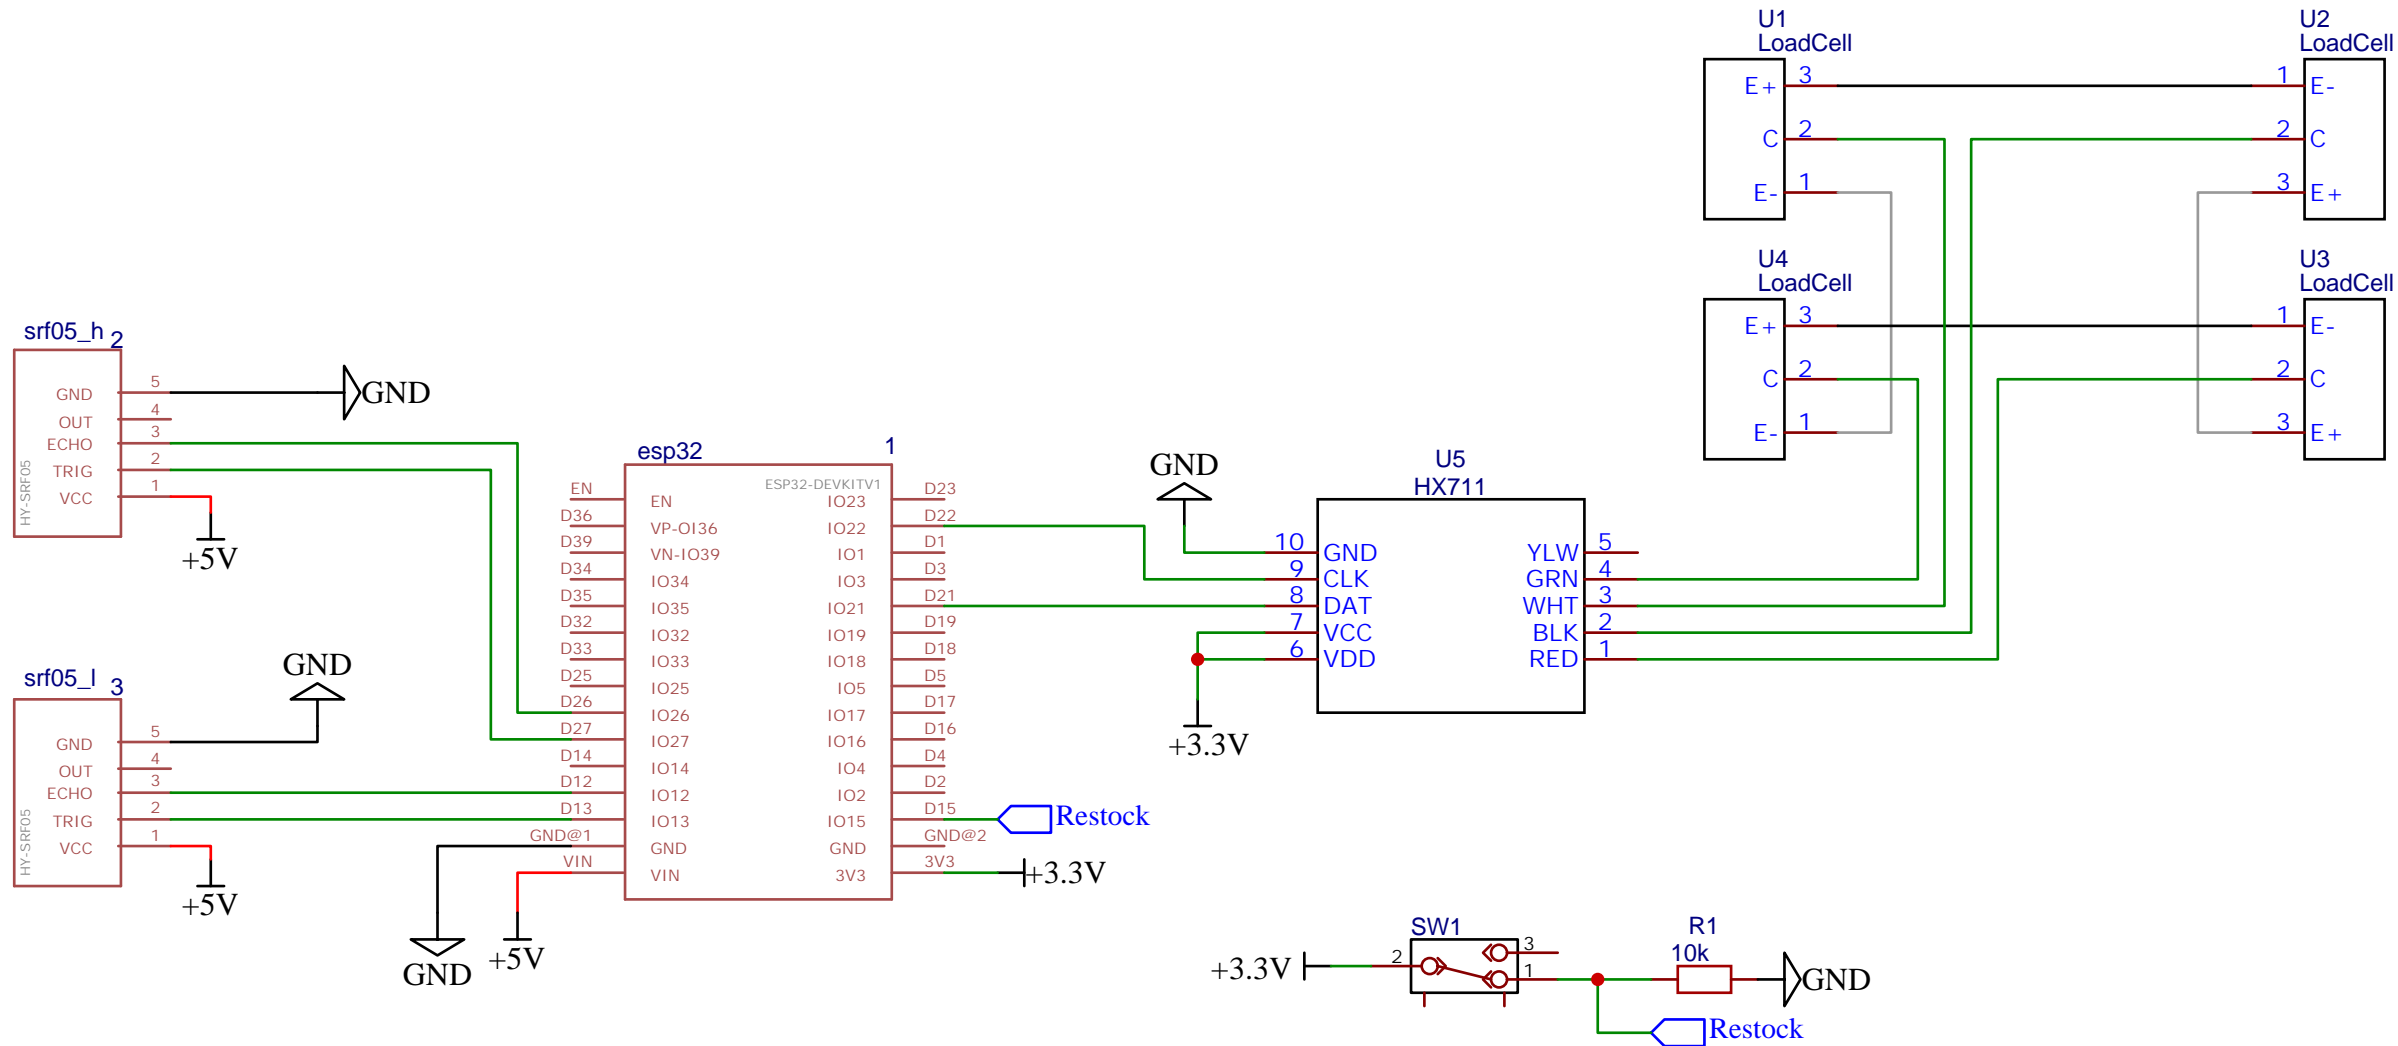 U1
LoadCell
E+ 3
C 2
E- 1
U2
LoadCell
1 E-
2 C
3 E+
U4
LoadCell
E+ 3
C 2
E- 1
U3
LoadCell
1 E-
2 C
3 E+
srf05_h 2
HY-SRF05
GND 5
OUT 4
ECHO 3
TRIG 2
VCC 1
GND
+5V
srf05_l 3
HY-SRF05
GND 5
OUT 4
ECHO 3
TRIG 2
VCC 1
GND
+5V
esp32 1
ESP32-DEVKITV1
EN EN IO23 D23
D36 VP-OI36 IO22 D22
D39 VN-IO39 IO1 D1
D34 IO34 IO3 D3
D35 IO35 IO21 D21
D32 IO32 IO19 D19
D33 IO33 IO18 D18
D25 IO25 IO5 D5
D26 IO26 IO17 D17
D27 IO27 IO16 D16
D14 IO14 IO4 D4
D12 IO12 IO2 D2
D13 IO13 IO15 D15
GND@1 GND GND GND@2
VIN VIN 3V3 3V3
GND
+5V
Restock
+3.3V
GND
U5
HX711
10 GND YLW 5
9 CLK GRN 4
8 DAT WHT 3
7 VCC BLK 2
6 VDD RED 1
+3.3V
SW1
+3.3V
2
3
1
R1
10k
GND
Restock